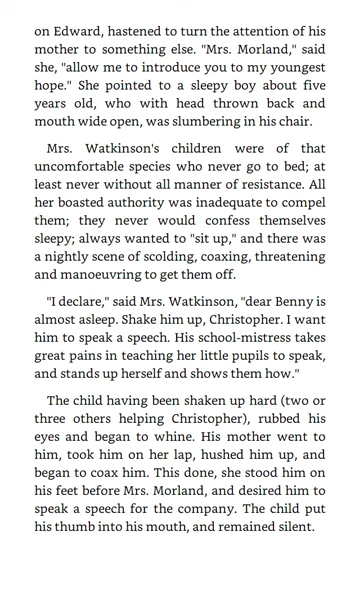 on Edward, hastened to turn the attention of his
mother to something else. "Mrs. Morland," said
she, "allow me to introduce you to my youngest
hope." She pointed to a sleepy boy about five
years old, who with head thrown back and
mouth wide open, was slumbering in his chair.
Mrs. Watkinson's children were of that
uncomfortable species who never go to bed; at
least never without all manner of resistance. All
her boasted authority was inadequate to compel
them; they never would confess themselves
sleepy; always wanted to "sit up," and there was
a nightly scene of scolding, coaxing, threatening
and manoeuvring to get them off.
"I declare," said Mrs. Watkinson, "dear Benny is
almost asleep. Shake him up, Christopher. I want
him to speak a speech. His school-mistress takes
great pains in teaching her little pupils to speak,
and stands up herself and shows them how."
The child having been shaken up hard (two or
three others helping Christopher), rubbed his
eyes and began to whine. His mother went to
him, took him on her lap, hushed him up, and
began to coax him. This done, she stood him on
his feet before Mrs. Morland, and desired him to
speak a speech for the company. The child put
his thumb into his mouth, and remained silent.